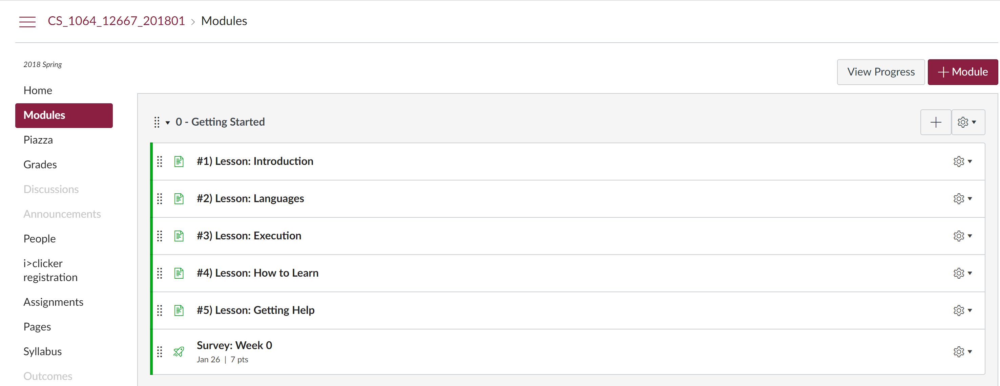 CS_1064_12667_201801 > Modules
2018 Spring
View Progress
+ Module
Home
Modules
Piazza
Grades
Discussions
Announcements
People
i>clicker
registration
Assignments
Pages
Syllabus
Outcomes
0 - Getting Started
#1) Lesson: Introduction
#2) Lesson: Languages
#3) Lesson: Execution
#4) Lesson: How to Learn
#5) Lesson: Getting Help
Survey: Week 0
Jan 26 | 7 pts